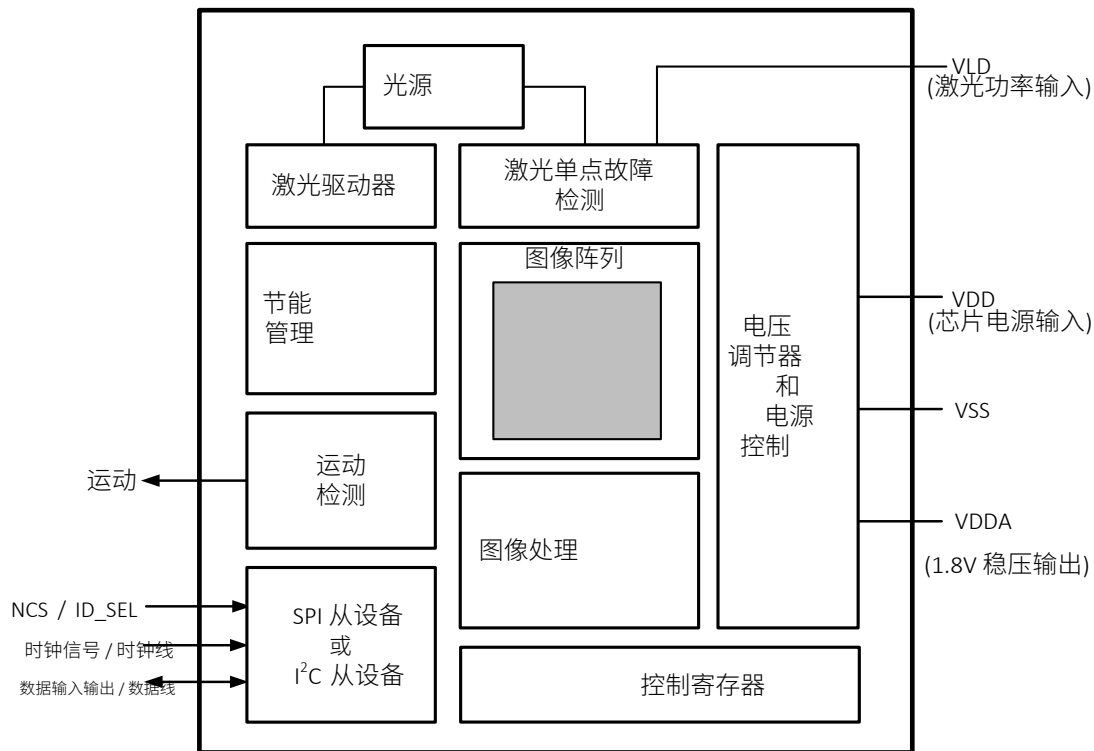 光源
VLD
(激光功率输入)
激光驱动器
激光单点故障
检测
图像阵列
节能
管理
电压
调节器
和
电源
控制
VDD
(芯片电源输入)
VSS
运动
运动
检测
图像处理
VDDA
(1.8V 稳压输出)
NCS / ID_SEL
时钟信号 / 时钟线
数据输入输出 / 数据线
SPI 从设备
或
I²C 从设备
控制寄存器